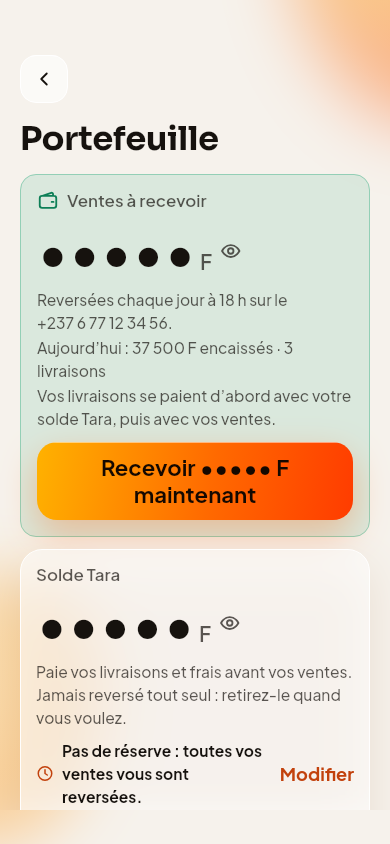 Portefeuille
Ventes à recevoir
●●●●● F
Reversées chaque jour à 18 h sur le
+237 6 77 12 34 56.
Aujourd’hui : 37 500 F encaissés · 3
livraisons
Vos livraisons se paient d’abord avec votre
solde Tara, puis avec vos ventes.
Recevoir ●●●●● F
maintenant
Solde Tara
●●●●● F
Paie vos livraisons et frais avant vos ventes.
Jamais reversé tout seul : retirez-le quand
vous voulez.
Pas de réserve : toutes vos
ventes vous sont
reversées.
Modifier